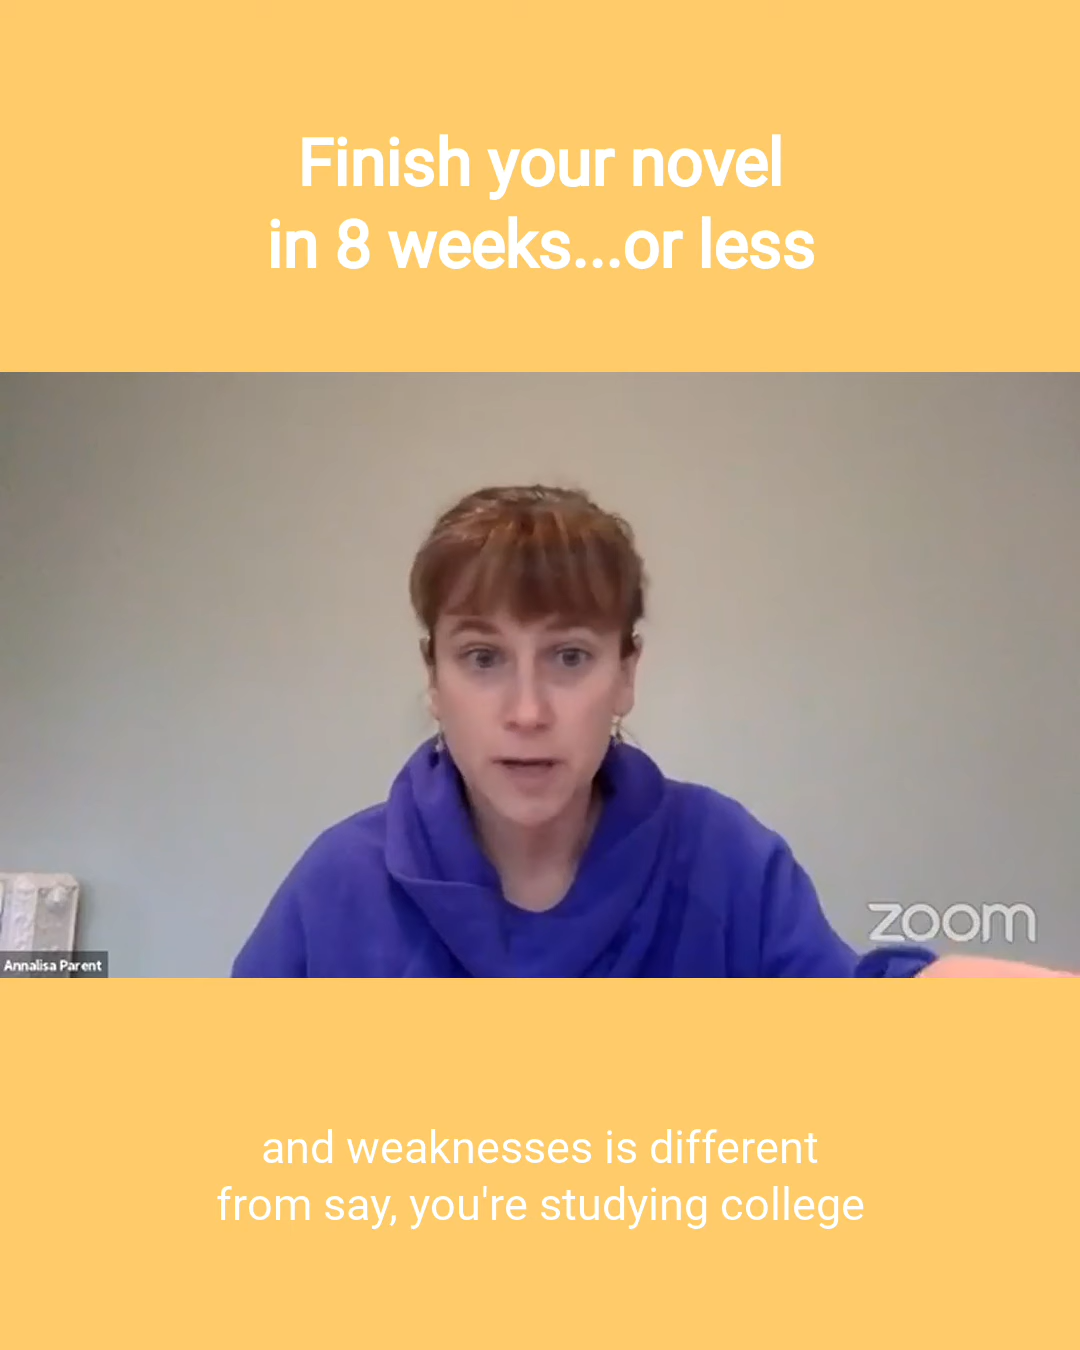 Finish your novel
in 8 weeks...or less
zoom
Annalisa Parent
and weaknesses is different
from say, you're studying college